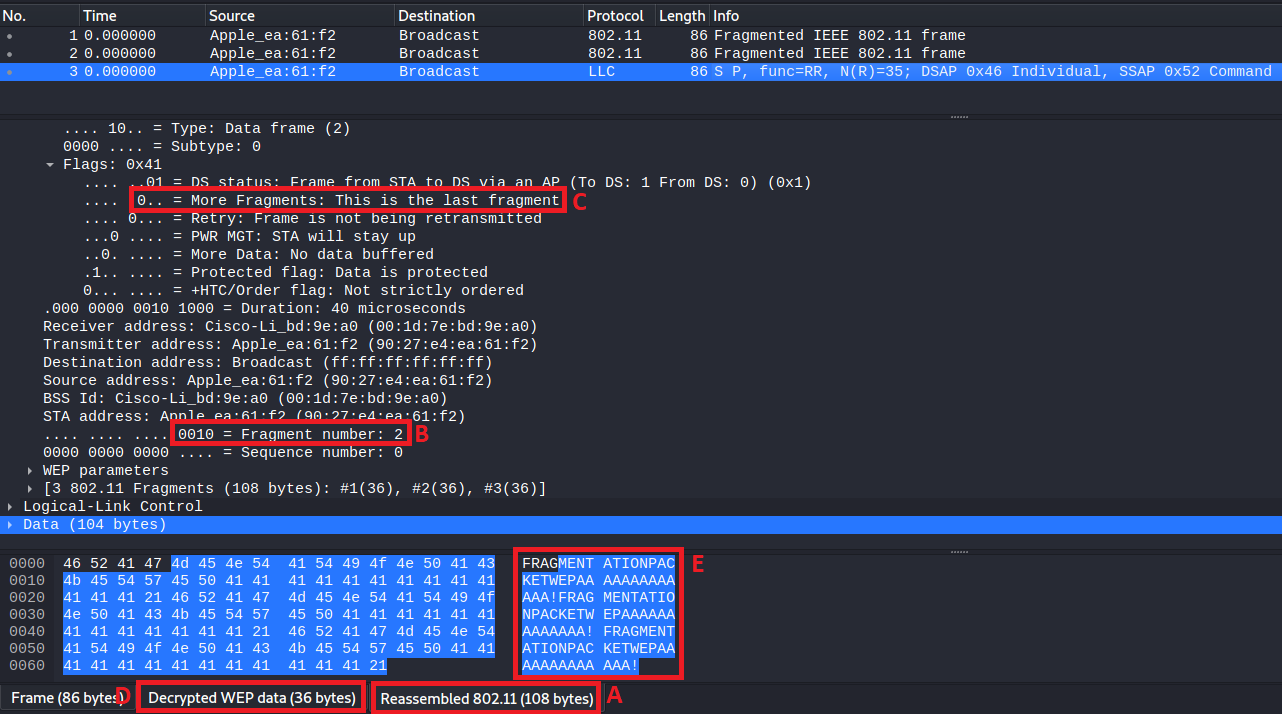 No. Time Source Destination Protocol Length Info
1 0.000000 Apple_ea:61:f2 Broadcast 802.11 86 Fragmented IEEE 802.11 frame
2 0.000000 Apple_ea:61:f2 Broadcast 802.11 86 Fragmented IEEE 802.11 frame
3 0.000000 Apple_ea:61:f2 Broadcast LLC 86 S P, func=RR, N(R)=35; DSAP 0x46 Individual, SSAP 0x52 Command
.... 10.. = Type: Data frame (2)
0000 .... = Subtype: 0
Flags: 0x41
.... ..01 = DS status: Frame from STA to DS via an AP (To DS: 1 From DS: 0) (0x1)
.... 0.. = More Fragments: This is the last fragment C
.... 0... = Retry: Frame is not being retransmitted
...0 .... = PWR MGT: STA will stay up
..0. .... = More Data: No data buffered
.1.. .... = Protected flag: Data is protected
0... .... = +HTC/Order flag: Not strictly ordered
.000 0000 0010 1000 = Duration: 40 microseconds
Receiver address: Cisco-Li_bd:9e:a0 (00:1d:7e:bd:9e:a0)
Transmitter address: Apple_ea:61:f2 (90:27:e4:ea:61:f2)
Destination address: Broadcast (ff:ff:ff:ff:ff:ff)
Source address: Apple_ea:61:f2 (90:27:e4:ea:61:f2)
BSS Id: Cisco-Li_bd:9e:a0 (00:1d:7e:bd:9e:a0)
STA address: Apple_ea:61:f2 (90:27:e4:ea:61:f2)
.... .... .... 0010 = Fragment number: 2 B
0000 0000 0000 .... = Sequence number: 0
WEP parameters
[3 802.11 Fragments (108 bytes): #1(36), #2(36), #3(36)]
Logical-Link Control
Data (104 bytes)
0000 46 52 41 47 4d 45 4e 54 41 54 49 4f 4e 50 41 43 FRAGMENT ATIONPAC E
0010 4b 45 54 57 45 50 41 41 41 41 41 41 41 41 41 41 KETWEPAA AAAAAAAA
0020 41 41 41 21 46 52 41 47 4d 45 4e 54 41 54 49 4f AAA!FRAG MENTATIO
0030 4e 50 41 43 4b 45 54 57 45 50 41 41 41 41 41 41 NPACKETW EPAAAAAA
0040 41 41 41 41 41 41 41 21 46 52 41 47 4d 45 4e 54 AAAAAAA! FRAGMENT
0050 41 54 49 4f 4e 50 41 43 4b 45 54 57 45 50 41 41 ATIONPAC KETWEPAA
0060 41 41 41 41 41 41 41 41 41 41 41 21 AAAAAAAA AAA!
Frame (86 bytes) D Decrypted WEP data (36 bytes) Reassembled 802.11 (108 bytes) A